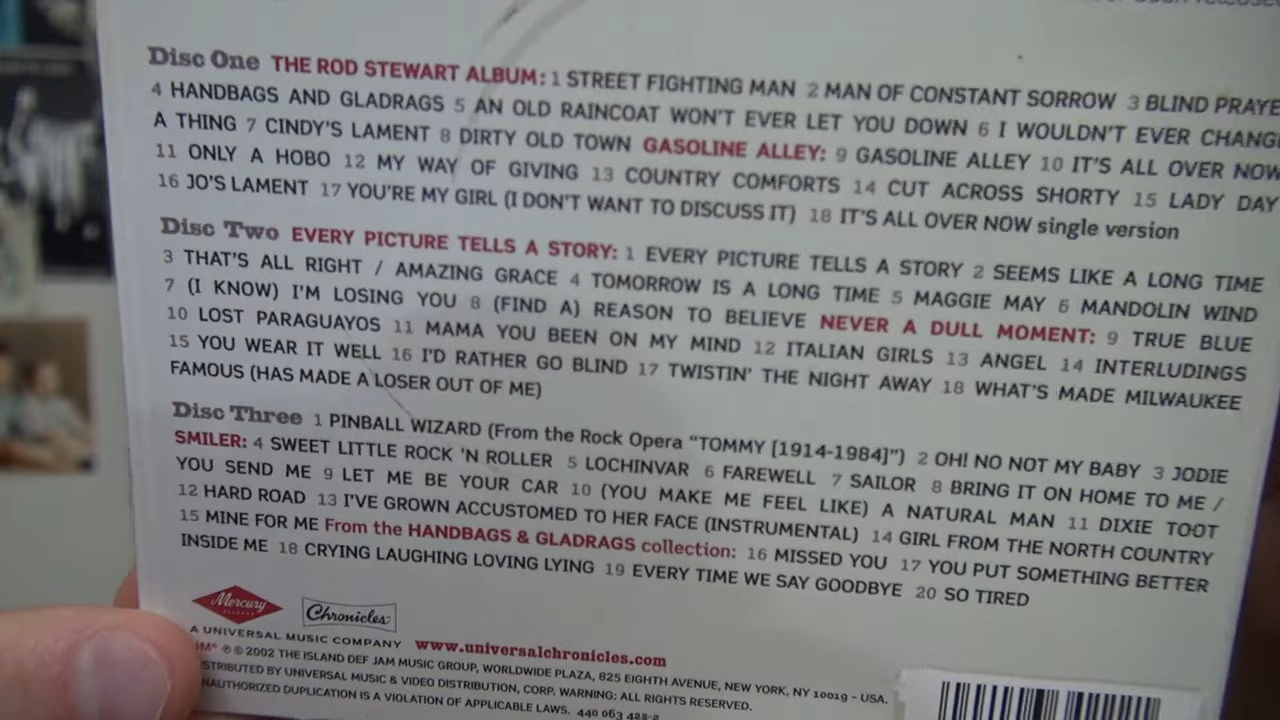 Disc One THE ROD STEWART ALBUM: 1 STREET FIGHTING MAN 2 MAN OF CONSTANT SORROW 3 BLIND PRAYE
4 HANDBAGS AND GLADRAGS 5 AN OLD RAINCOAT WON'T EVER LET YOU DOWN 6 I WOULDN'T EVER CHANG
A THING 7 CINDY'S LAMENT 8 DIRTY OLD TOWN GASOLINE ALLEY: 9 GASOLINE ALLEY 10 IT'S ALL OVER NOW
11 ONLY A HOBO 12 MY WAY OF GIVING 13 COUNTRY COMFORTS 14 CUT ACROSS SHORTY 15 LADY DAY
16 JO'S LAMENT 17 YOU'RE MY GIRL (I DON'T WANT TO DISCUSS IT) 18 IT'S ALL OVER NOW single version
Disc Two EVERY PICTURE TELLS A STORY: 1 EVERY PICTURE TELLS A STORY 2 SEEMS LIKE A LONG TIME
3 THAT'S ALL RIGHT / AMAZING GRACE 4 TOMORROW IS A LONG TIME 5 MAGGIE MAY 6 MANDOLIN WIND
7 (I KNOW) I'M LOSING YOU 8 (FIND A) REASON TO BELIEVE NEVER A DULL MOMENT: 9 TRUE BLUE
10 LOST PARAGUAYOS 11 MAMA YOU BEEN ON MY MIND 12 ITALIAN GIRLS 13 ANGEL 14 INTERLUDINGS
15 YOU WEAR IT WELL 16 I'D RATHER GO BLIND 17 TWISTIN' THE NIGHT AWAY 18 WHAT'S MADE MILWAUKEE
FAMOUS (HAS MADE A LOSER OUT OF ME)
Disc Three 1 PINBALL WIZARD (From the Rock Opera "TOMMY [1914-1984]") 2 OH! NO NOT MY BABY 3 JODIE
SMILER: 4 SWEET LITTLE ROCK 'N ROLLER 5 LOCHINVAR 6 FAREWELL 7 SAILOR 8 BRING IT ON HOME TO ME /
YOU SEND ME 9 LET ME BE YOUR CAR 10 (YOU MAKE ME FEEL LIKE) A NATURAL MAN 11 DIXIE TOOT
12 HARD ROAD 13 I'VE GROWN ACCUSTOMED TO HER FACE (INSTRUMENTAL) 14 GIRL FROM THE NORTH COUNTRY
15 MINE FOR ME From the HANDBAGS & GLADRAGS collection: 16 MISSED YOU 17 YOU PUT SOMETHING BETTER
INSIDE ME 18 CRYING LAUGHING LOVING LYING 19 EVERY TIME WE SAY GOODBYE 20 SO TIRED
Mercury RECORDS Chronicles
A UNIVERSAL MUSIC COMPANY www.universalchronicles.com
℗ © 2002 THE ISLAND DEF JAM MUSIC GROUP, WORLDWIDE PLAZA, 825 EIGHTH AVENUE, NEW YORK, NY 10019 - USA.
STRIBUTED BY UNIVERSAL MUSIC & VIDEO DISTRIBUTION, CORP. WARNING: ALL RIGHTS RESERVED.
NAUTHORIZED DUPLICATION IS A VIOLATION OF APPLICABLE LAWS. 440 063 422-2